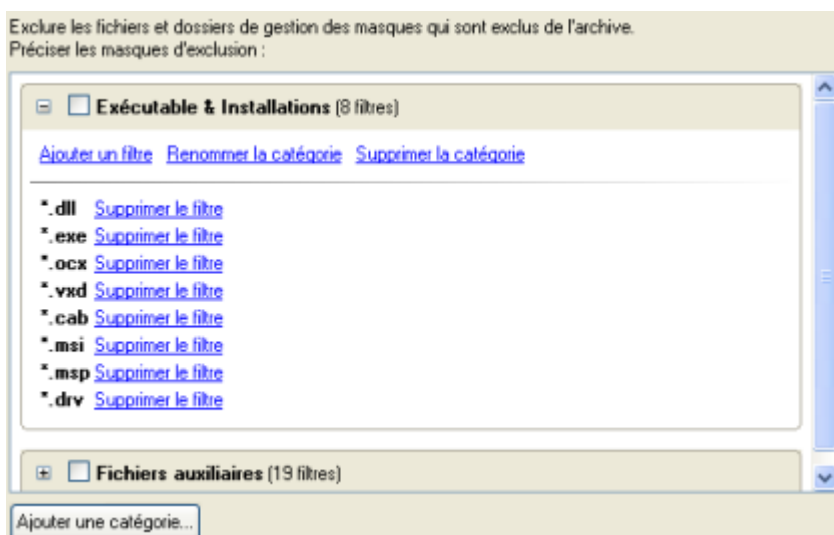 Exclure les fichiers et dossiers de gestion des masques qui sont exclus de l'archive.
Préciser les masques d'exclusion :
Exécutable & Installations (8 filtres)
Ajouter un filtre Renommer la catégorie Supprimer la catégorie
*.dll Supprimer le filtre
*.exe Supprimer le filtre
*.ocx Supprimer le filtre
*.vxd Supprimer le filtre
*.cab Supprimer le filtre
*.msi Supprimer le filtre
*.msp Supprimer le filtre
*.drv Supprimer le filtre
Fichiers auxiliaires (19 filtres)
Ajouter une catégorie...